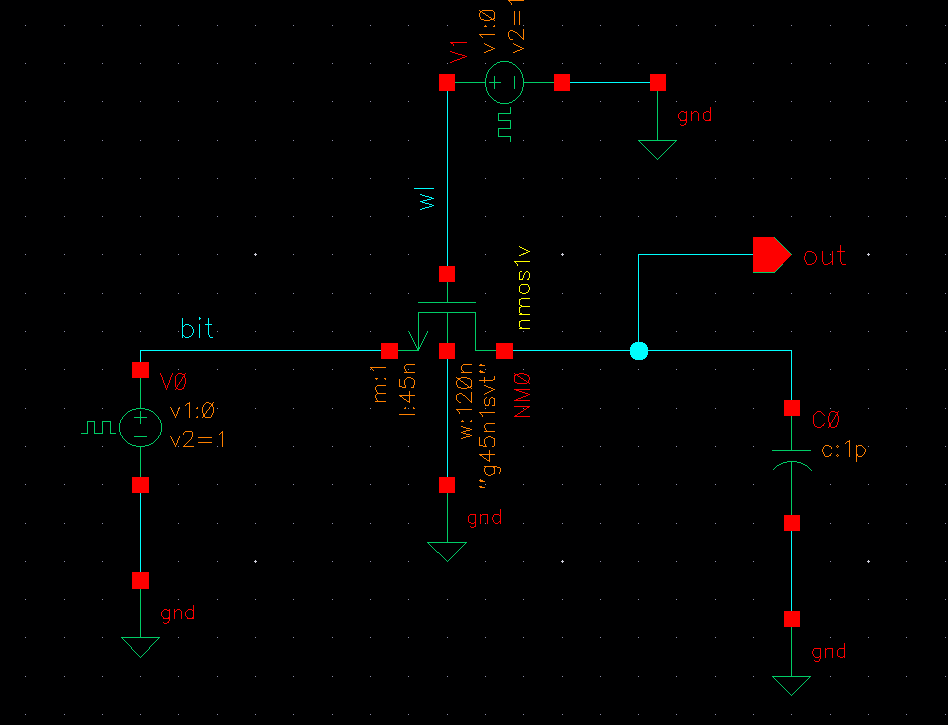 V1
v1:0
v2=1
gnd
wl
nmos1v
out
bit
V0
v1:0
v2=1
m:1
l:45n
w:120n
"g45n1svt"
NM0
C0
c:1p
gnd
gnd
gnd